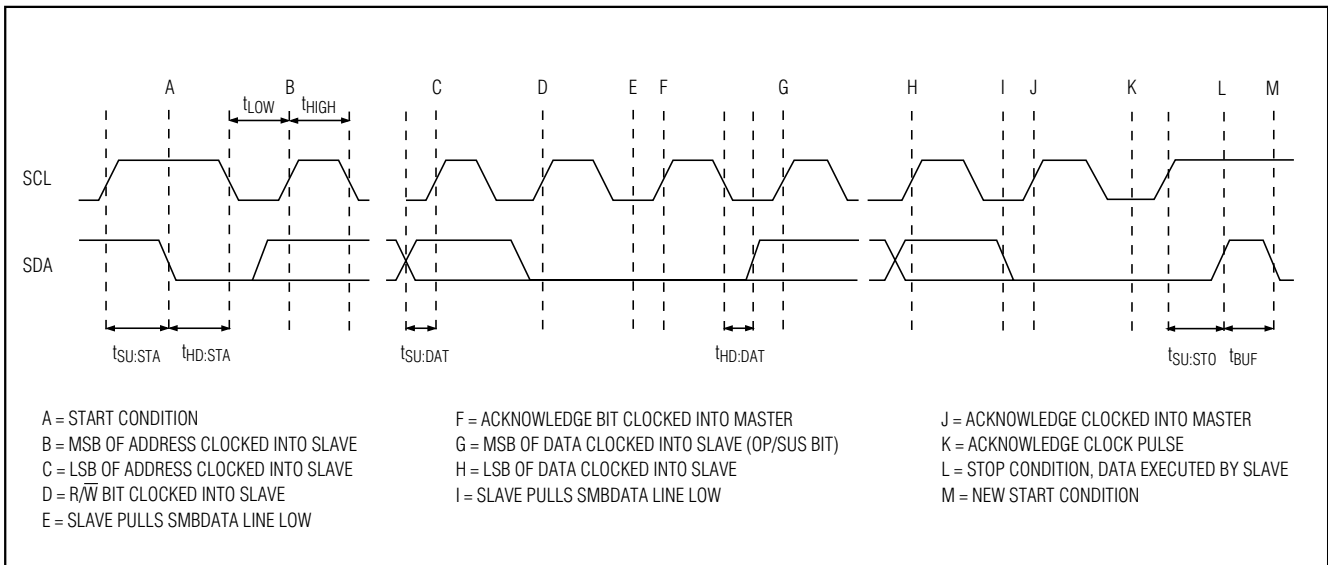 A B C D E F G H I J K L M
tLOW tHIGH
SCL
SDA
tSU:STA tHD:STA tSU:DAT tHD:DAT tSU:STO tBUF
A = START CONDITION
B = MSB OF ADDRESS CLOCKED INTO SLAVE
C = LSB OF ADDRESS CLOCKED INTO SLAVE
D = R/W̅ BIT CLOCKED INTO SLAVE
E = SLAVE PULLS SMBDATA LINE LOW
F = ACKNOWLEDGE BIT CLOCKED INTO MASTER
G = MSB OF DATA CLOCKED INTO SLAVE (OP/SUS BIT)
H = LSB OF DATA CLOCKED INTO SLAVE
I = SLAVE PULLS SMBDATA LINE LOW
J = ACKNOWLEDGE CLOCKED INTO MASTER
K = ACKNOWLEDGE CLOCK PULSE
L = STOP CONDITION, DATA EXECUTED BY SLAVE
M = NEW START CONDITION